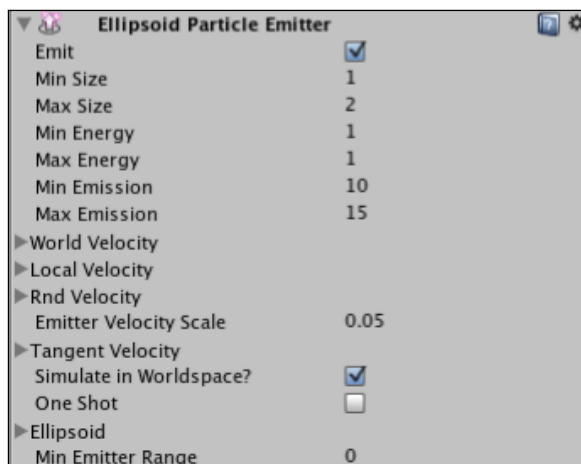 Ellipsoid Particle Emitter
Emit
Min Size 1
Max Size 2
Min Energy 1
Max Energy 1
Min Emission 10
Max Emission 15
World Velocity
Local Velocity
Rnd Velocity
Emitter Velocity Scale 0.05
Tangent Velocity
Simulate in Worldspace?
One Shot
Ellipsoid
Min Emitter Range 0